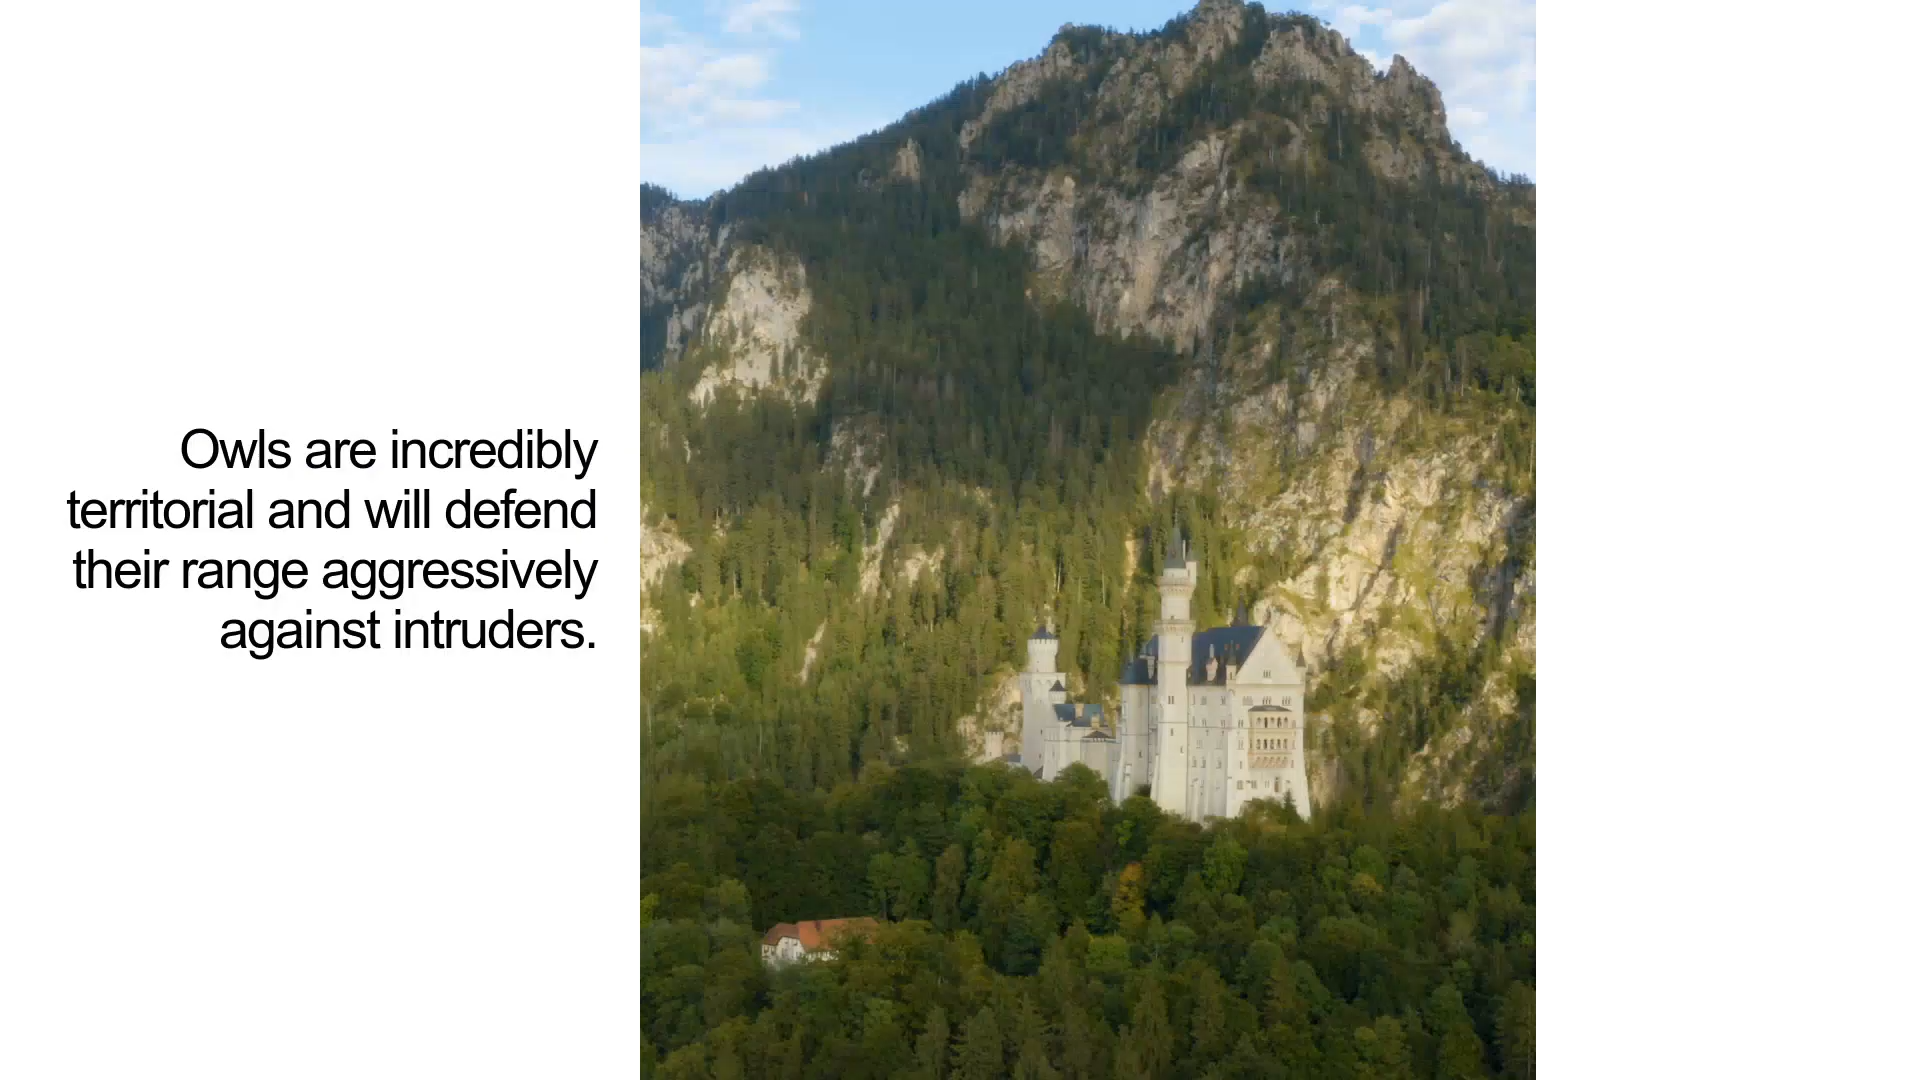 Owls are incredibly
territorial and will defend
their range aggressively
against intruders.